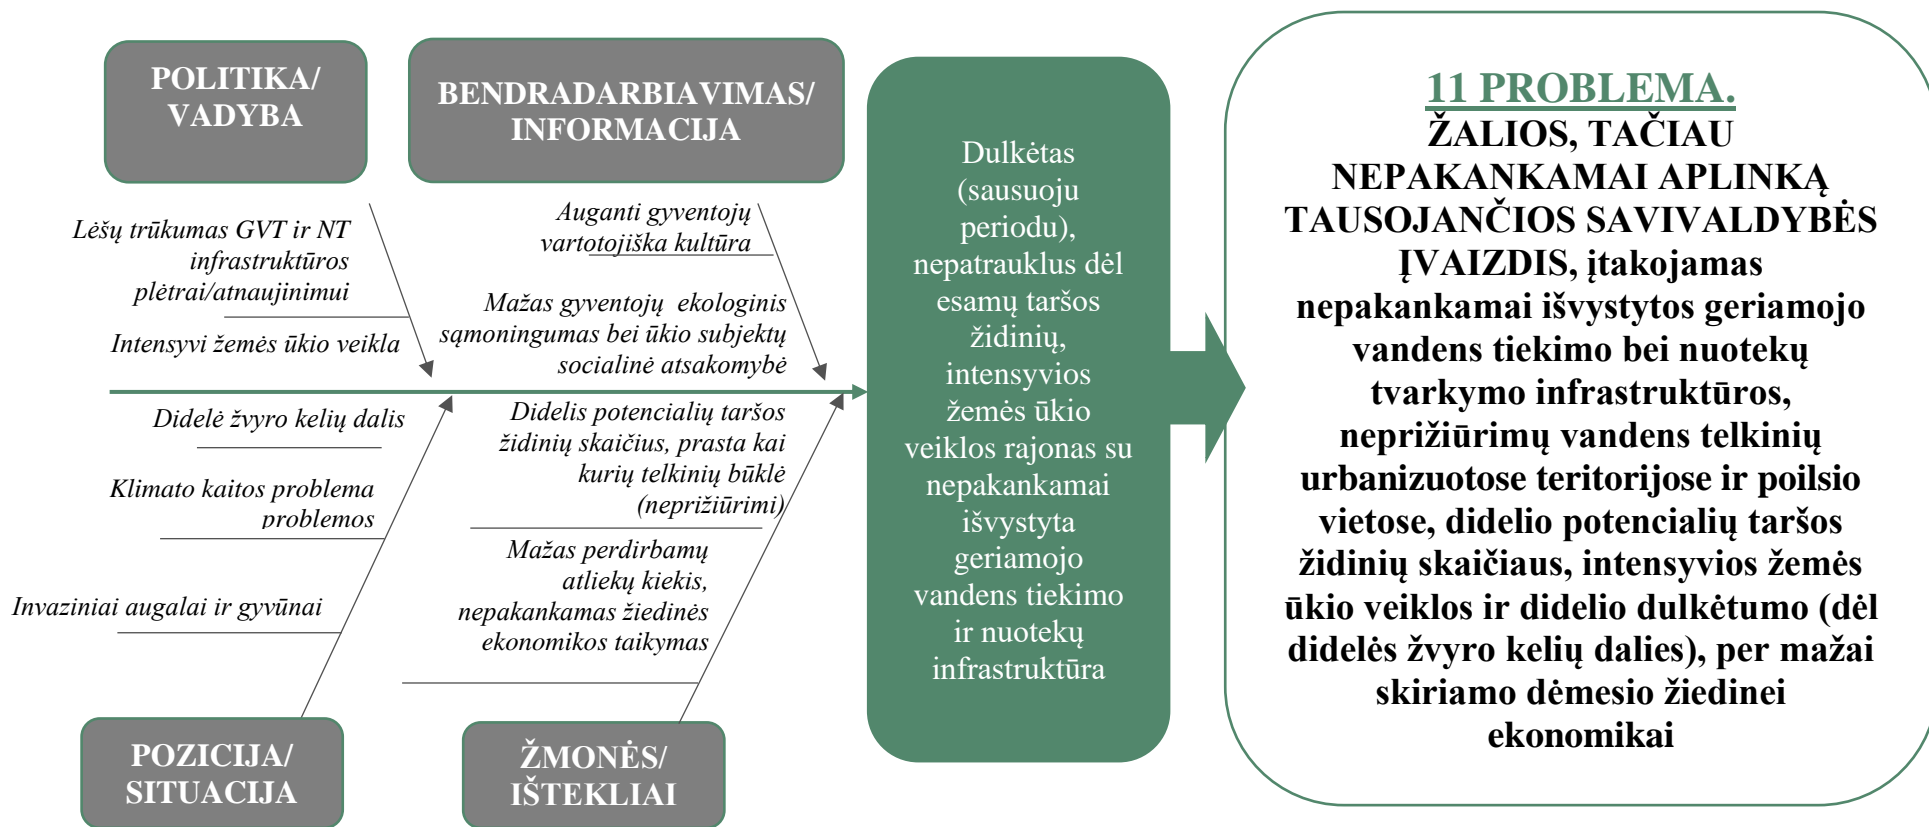 POLITIKA/
VADYBA
Lėšų trūkumas GVT ir NT
infrastruktūros
plėtrai/atnaujinimui
Intensyvi žemės ūkio veikla
BENDRADARBIAVIMAS/
INFORMACIJA
Auganti gyventojų
vartotojiška kultūra
Mažas gyventojų ekologinis
sąmoningumas bei ūkio subjektų
socialinė atsakomybė
Didelė žvyro kelių dalis
Klimato kaitos problema
problemos
Invaziniai augalai ir gyvūnai
POZICIJA/
SITUACIJA
Didelis potencialių taršos
židinių skaičius, prasta kai
kurių telkinių būklė
(neprižiūrimi)
Mažas perdirbamų
atliekų kiekis,
nepakankamas žiedinės
ekonomikos taikymas
ŽMONĖS/
IŠTEKLIAI
Dulkėtas
(sausuoju
periodu),
nepatrauklus dėl
esamų taršos
židinių,
intensyvios
žemės ūkio
veiklos rajonas su
nepakankamai
išvystyta
geriamojo
vandens tiekimo
ir nuotekų
infrastruktūra
11 PROBLEMA.
ŽALIOS, TAČIAU
NEPAKANKAMAI APLINKĄ
TAUSOJANČIOS SAVIVALDYBĖS
ĮVAIZDIS, įtakojamas
nepakankamai išvystytos geriamojo
vandens tiekimo bei nuotekų
tvarkymo infrastruktūros,
neprižiūrimų vandens telkinių
urbanizuotose teritorijose ir poilsio
vietose, didelio potencialių taršos
židinių skaičiaus, intensyvios žemės
ūkio veiklos ir didelio dulkėtumo (dėl
didelės žvyro kelių dalies), per mažai
skiriamo dėmesio žiedinei
ekonomikai